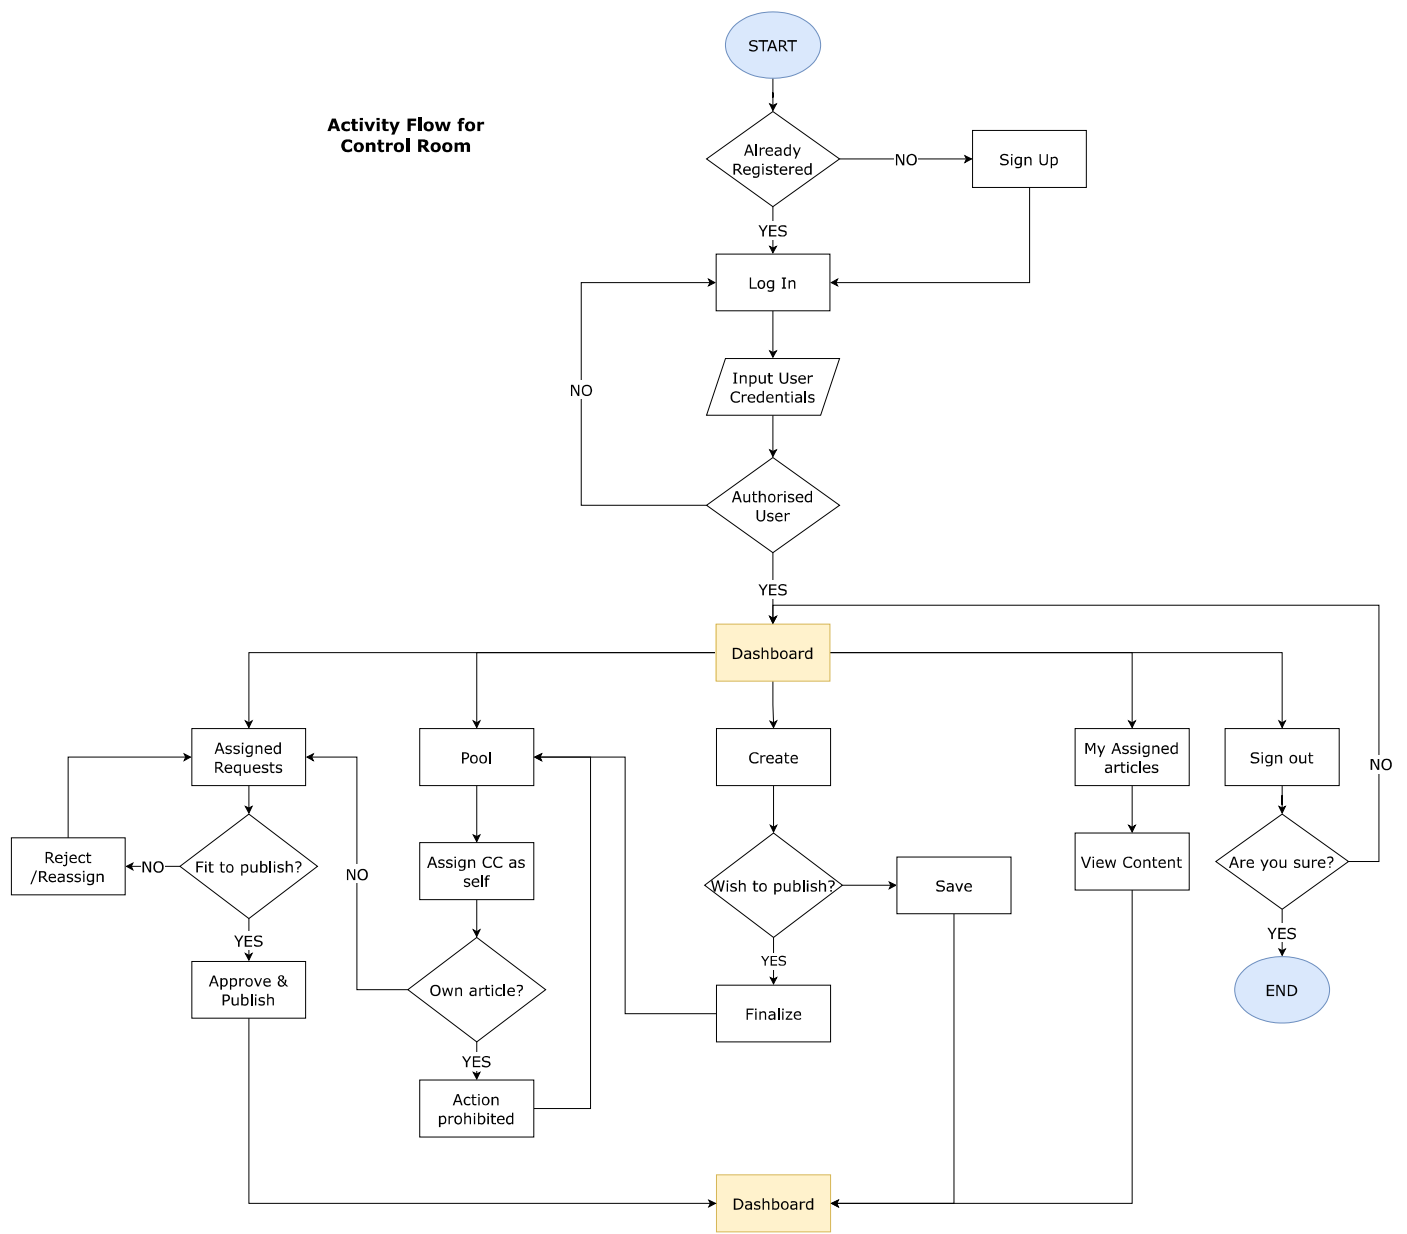 START
Activity Flow for
Control Room
Already
Registered
NO
Sign Up
YES
Log In
NO
Input User
Credentials
Authorised
User
YES
Dashboard
Assigned
Requests
Pool
Create
My Assigned
articles
Sign out
NO
Reject
/Reassign
NO
Fit to publish?
NO
Assign CC as
self
Wish to publish?
Save
View Content
Are you sure?
YES
Approve &
Publish
Own article?
YES
Finalize
YES
END
YES
Action
prohibited
Dashboard